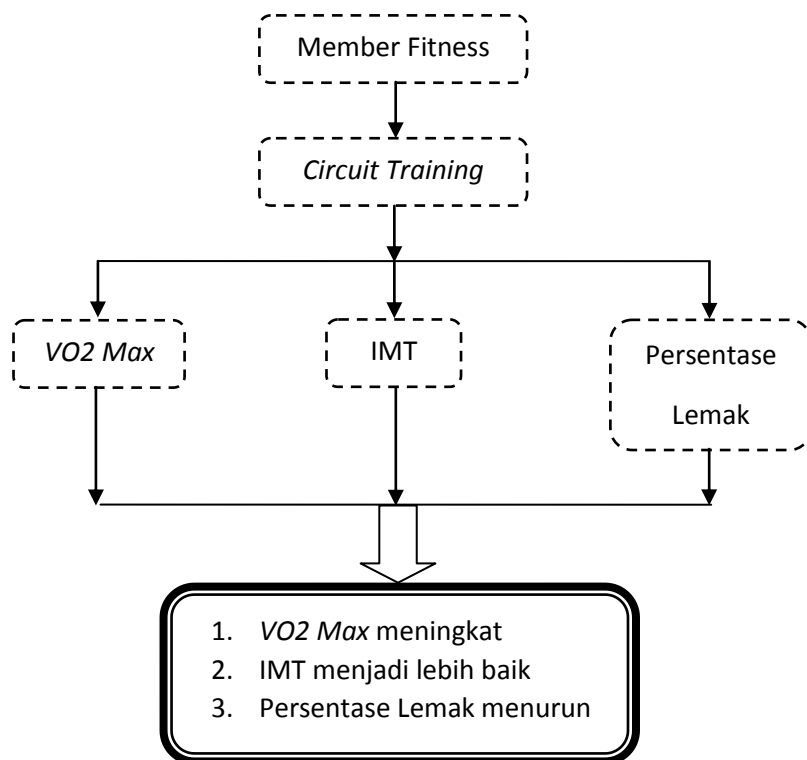 Member Fitness
Circuit Training
VO2 Max
IMT
Persentase
Lemak
1. VO2 Max meningkat
2. IMT menjadi lebih baik
3. Persentase Lemak menurun